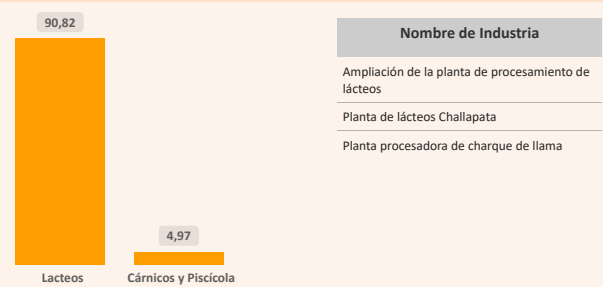 90,82
4,97
Lacteos
Cárnicos y Piscícola
Nombre de Industria
Ampliación de la planta de procesamiento de
lácteos
Planta de lácteos Challapata
Planta procesadora de charque de llama